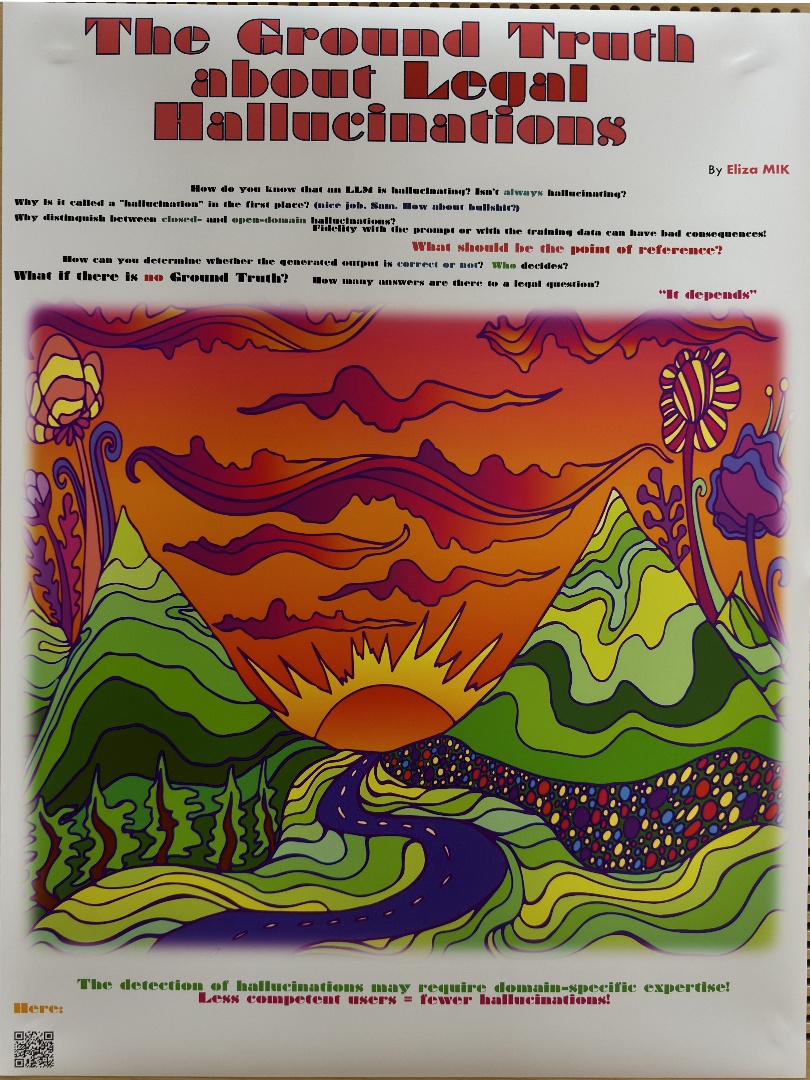 The Ground Truth
about Legal
Hallucinations
By Eliza MIK
How do you know that an LLM is hallucinating? Isn't always hallucinating?
Why is it called a "hallucination" in the first place? (nice job, Sam. How about bullshit?)
Why distinguish between closed- and open-domain hallucinations?
Fidelity with the prompt or with the training data can have bad consequences!
What should be the point of reference?
How can you determine whether the generated output is correct or not? Who decides?
What if there is no Ground Truth?
How many answers are there to a legal question?
"It depends"
The detection of hallucinations may require domain-specific expertise!
Less competent users = fewer hallucinations!
Here: